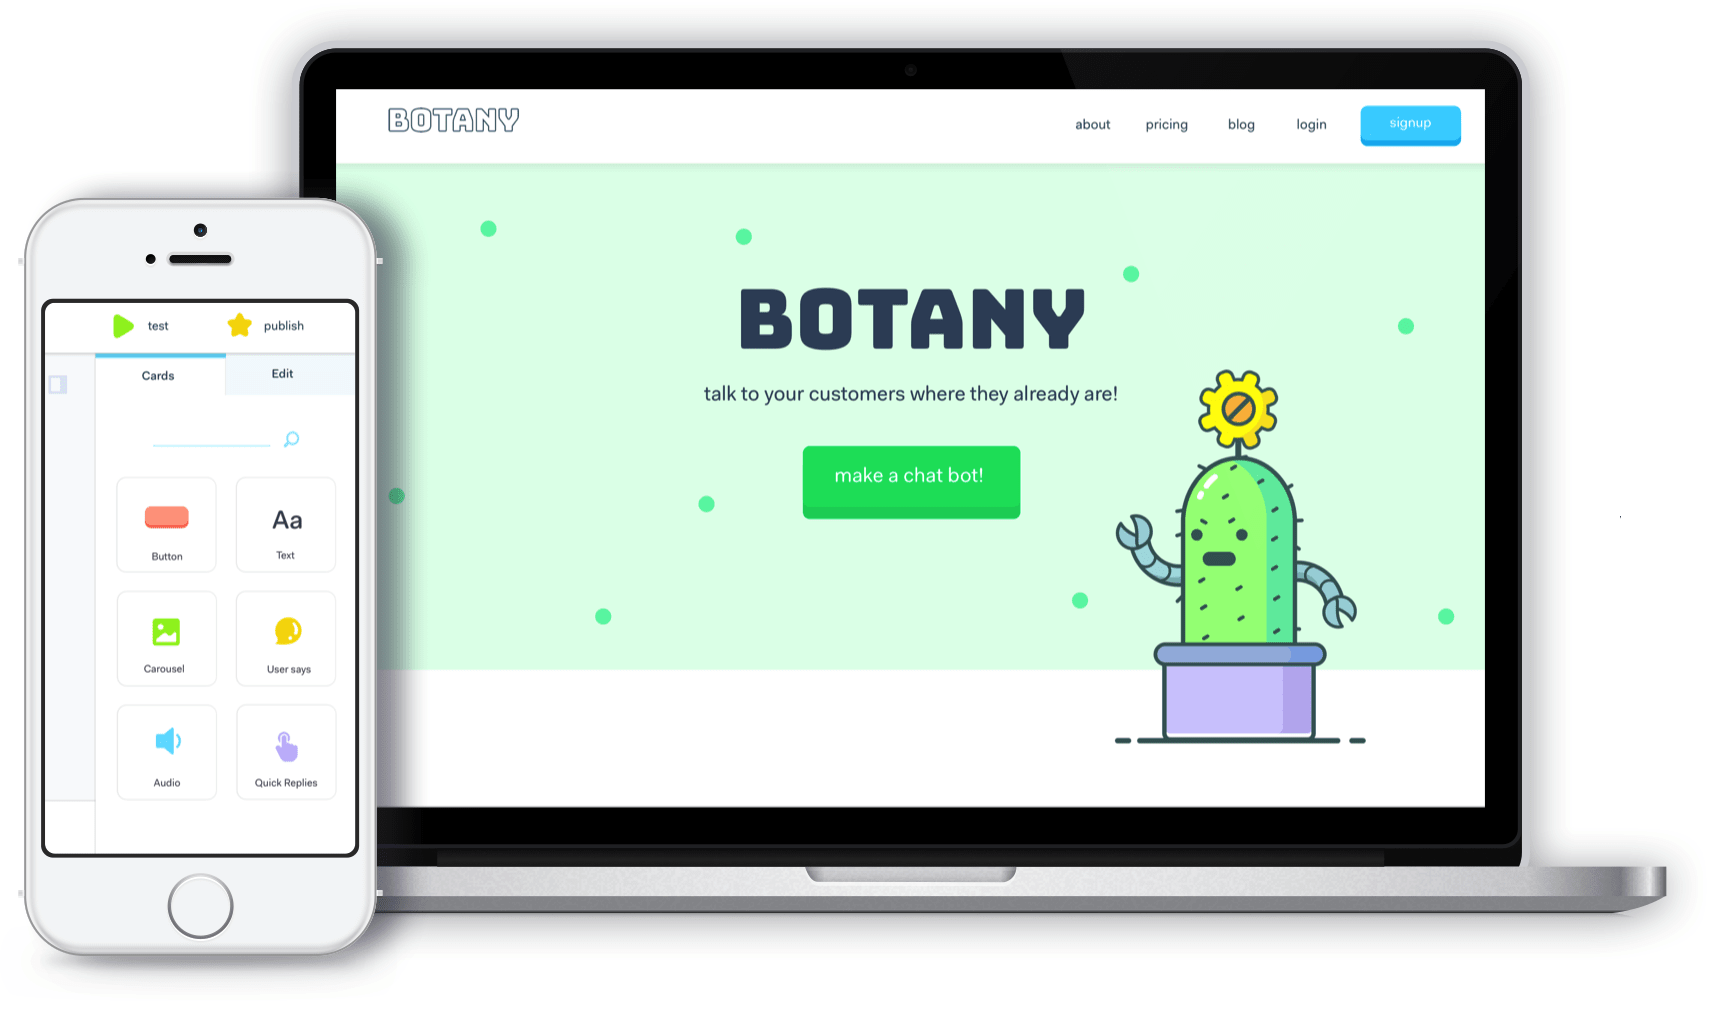 BOTANY
about pricing blog login signup
BOTANY
talk to your customers where they already are!
make a chat bot!
test publish
Cards Edit
Button Text
Aa
Carousel User says
Audio Quick Replies